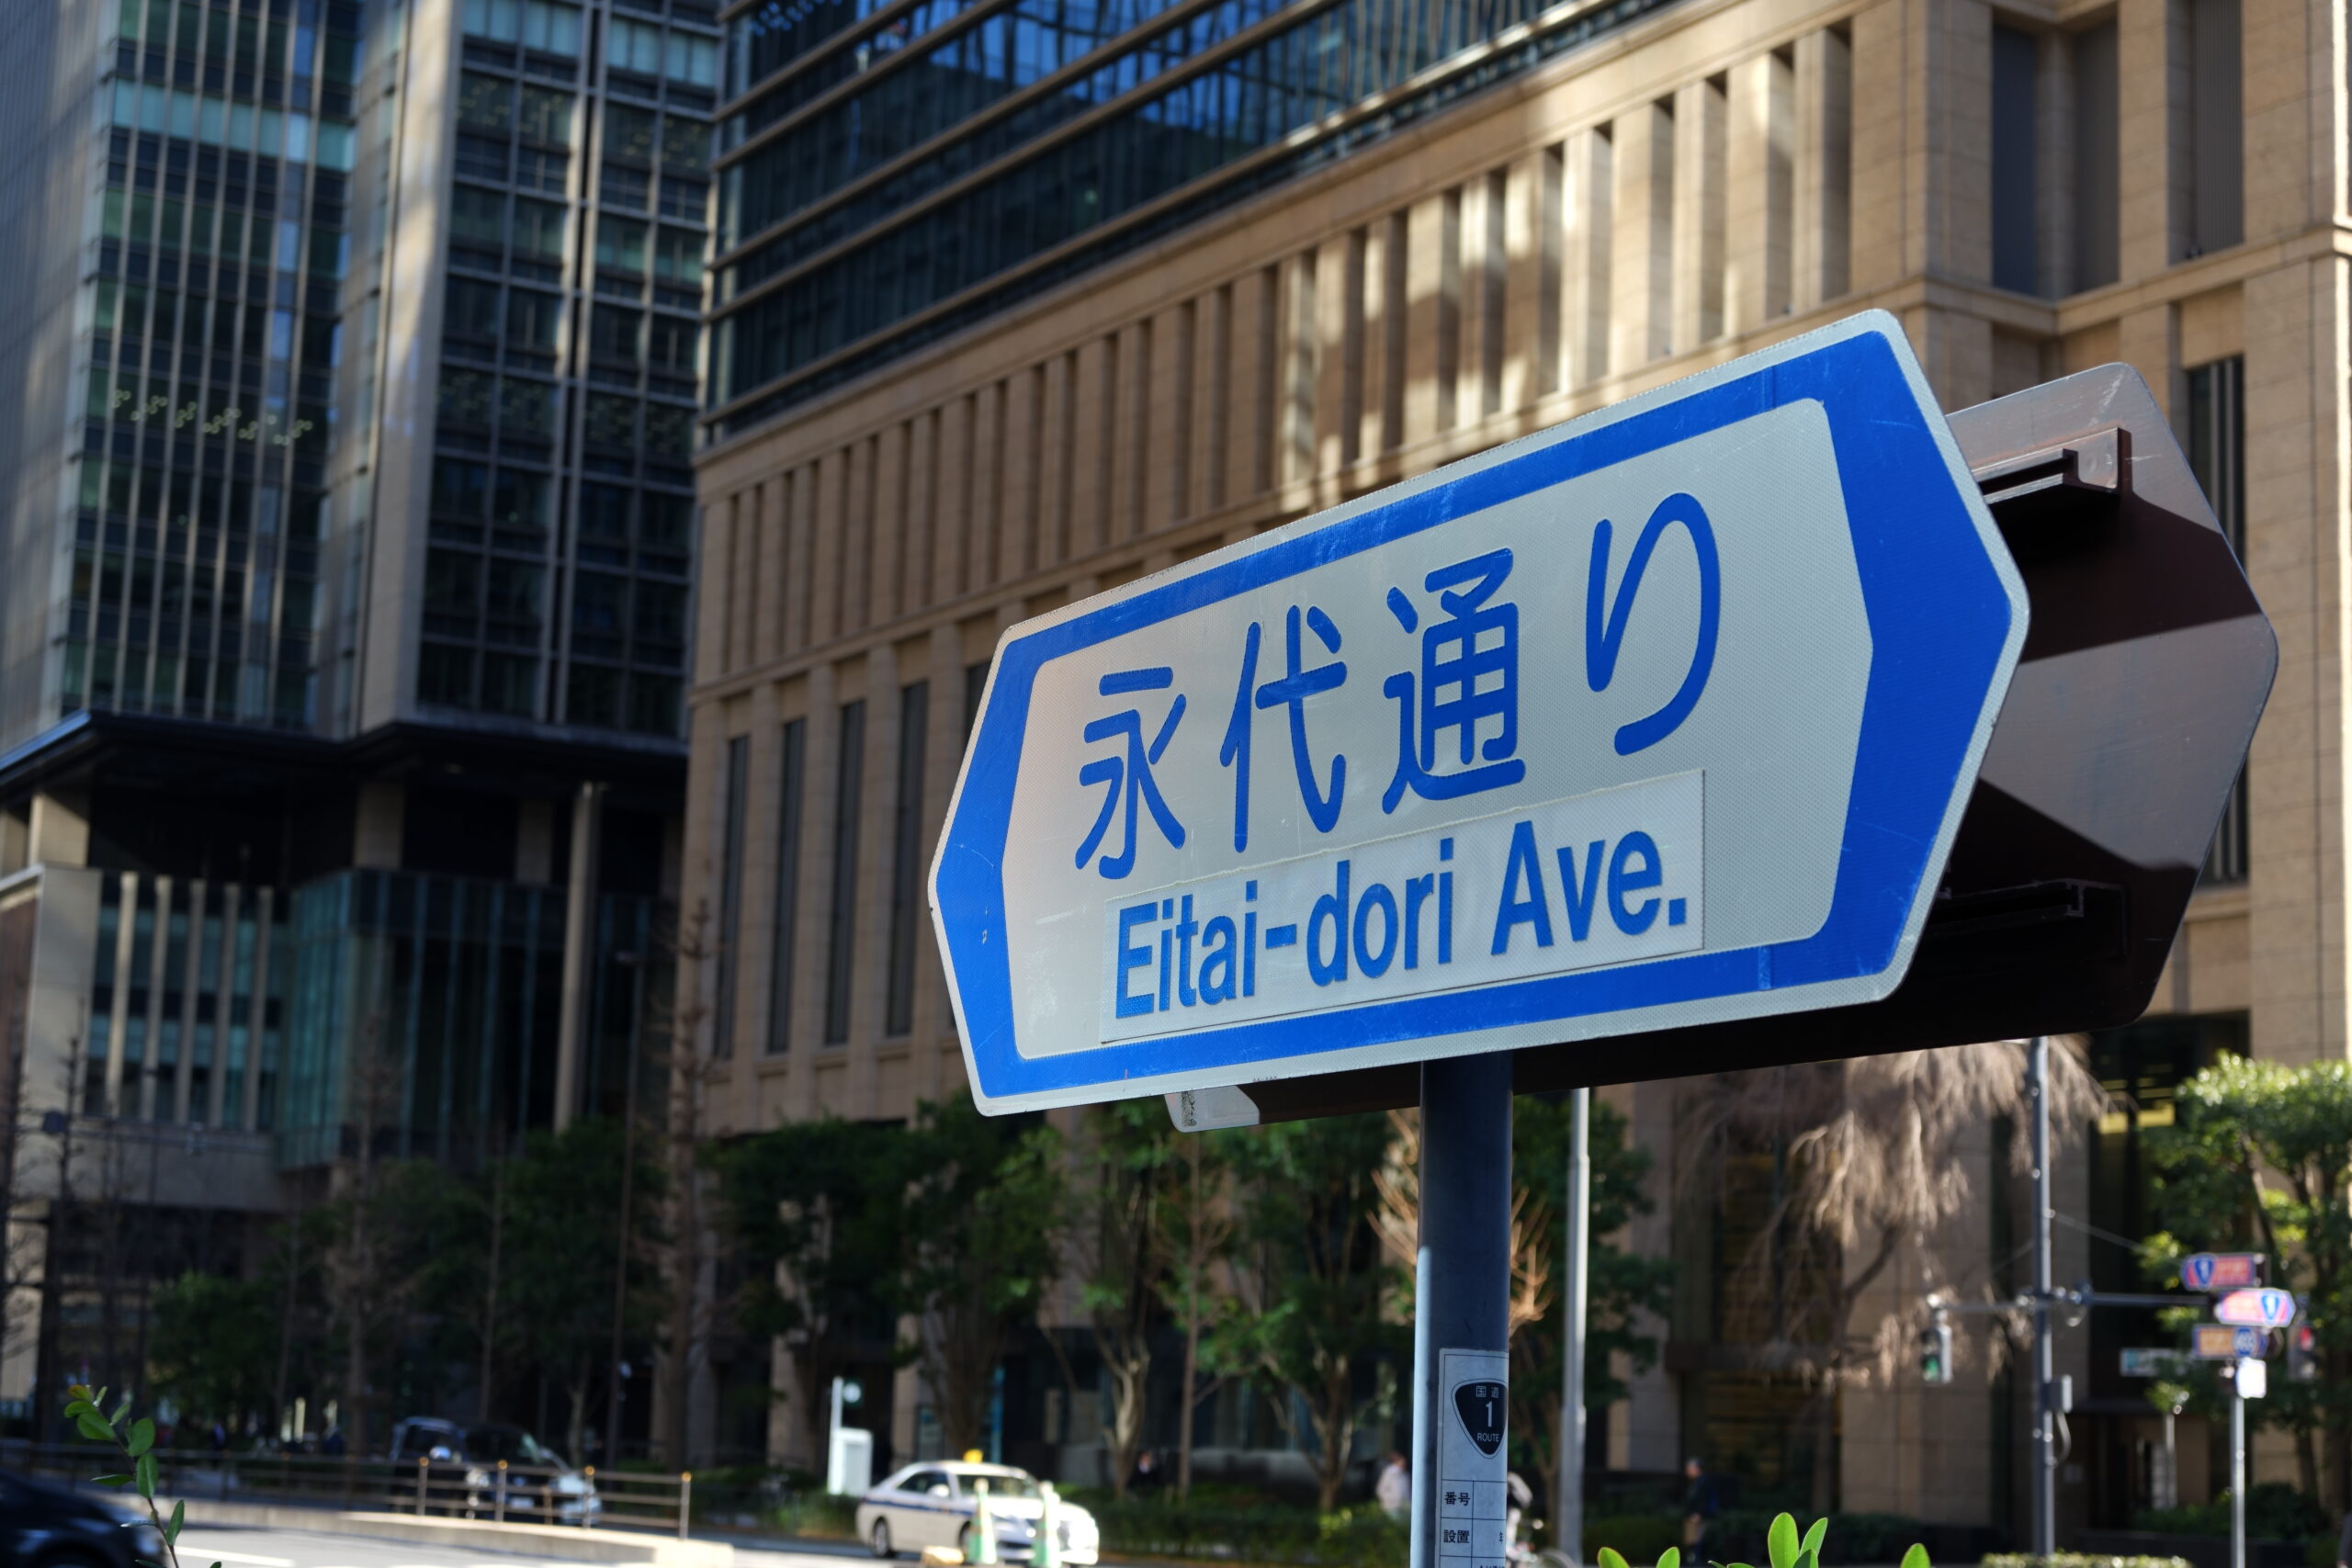 永代通り
Eitai-dori Ave.
国道
1
ROUTE
番号
設置